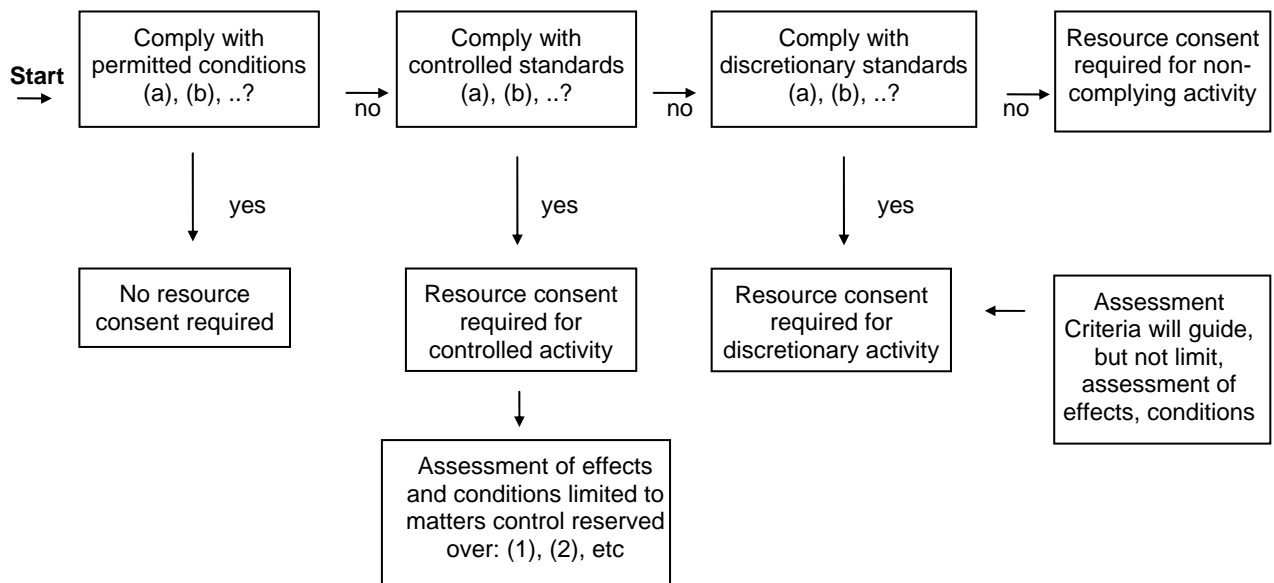 Start
Comply with
permitted conditions
(a), (b), ..?
no
Comply with
controlled standards
(a), (b), ..?
no
Comply with
discretionary standards
(a), (b), ..?
no
Resource consent
required for non-
complying activity
yes
yes
yes
No resource
consent required
Resource consent
required for
controlled activity
Resource consent
required for
discretionary activity
Assessment
Criteria will guide,
but not limit,
assessment of
effects, conditions
Assessment of effects
and conditions limited to
matters control reserved
over: (1), (2), etc